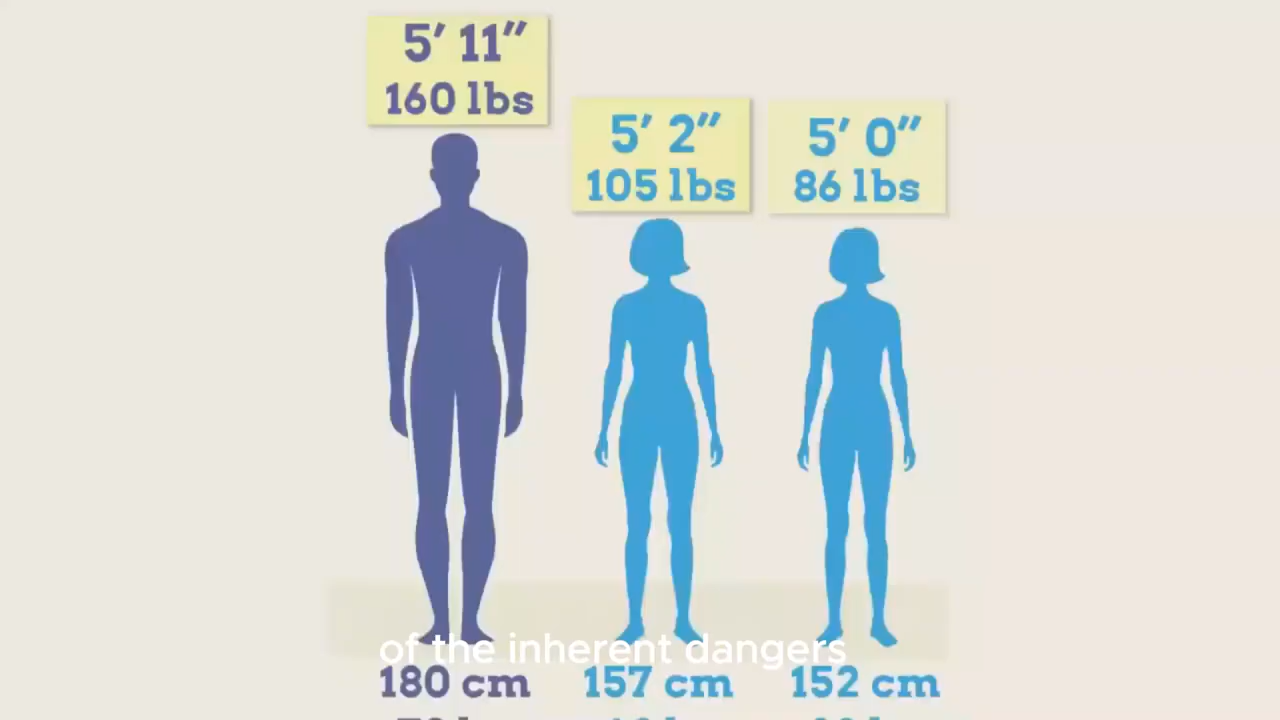 5′ 11″
160 lbs
5′ 2″
105 lbs
5′ 0″
86 lbs
of the inherent dangers
180 cm
157 cm
152 cm